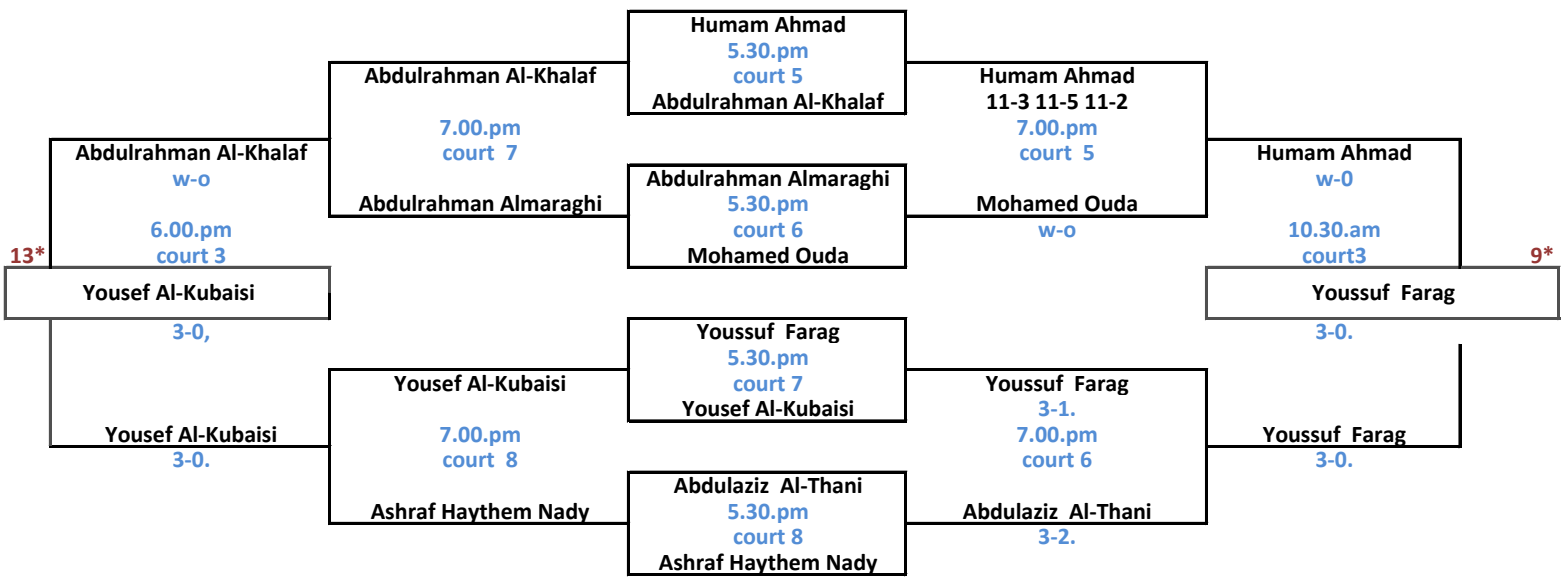 Humam Ahmad
5.30.pm
court 5
Abdulrahman Al-Khalaf
Abdulrahman Al-Khalaf
7.00.pm
court 7
Abdulrahman Almaraghi
Humam Ahmad
11-3 11-5 11-2
7.00.pm
court 5
Mohamed Ouda
w-o
Abdulrahman Almaraghi
5.30.pm
court 6
Mohamed Ouda
Abdulrahman Al-Khalaf
w-o
6.00.pm
court 3
13*
Yousef Al-Kubaisi
3-0,
Humam Ahmad
w-0
10.30.am
court3
9*
Youssuf Farag
3-0.
Youssuf Farag
5.30.pm
court 7
Yousef Al-Kubaisi
Yousef Al-Kubaisi
7.00.pm
court 8
Ashraf Haythem Nady
Youssuf Farag
3-1.
7.00.pm
court 6
Abdulaziz Al-Thani
3-2.
Yousef Al-Kubaisi
3-0.
Youssuf Farag
3-0.
Abdulaziz Al-Thani
5.30.pm
court 8
Ashraf Haythem Nady